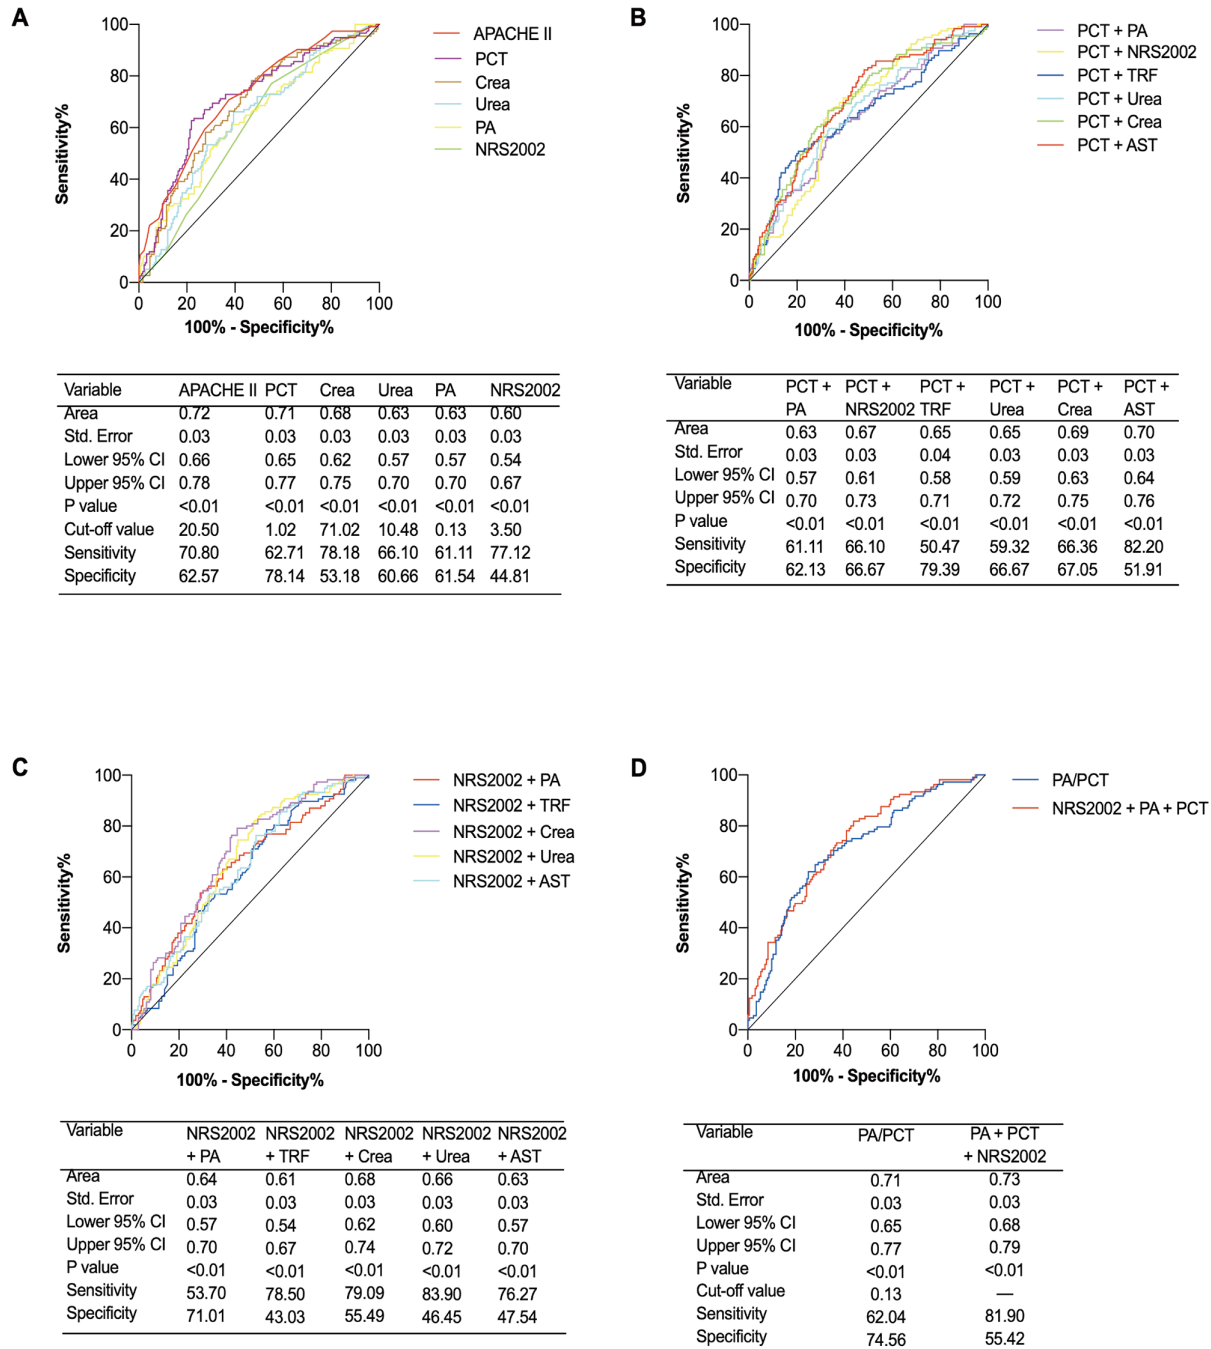 A
100
80
60
40
20
0
Sensitivity%
0 20 40 60 80 100
100% - Specificity%
APACHE II
PCT
Crea
Urea
PA
NRS2002
Variable APACHE II PCT Crea Urea PA NRS2002
Area 0.72 0.71 0.68 0.63 0.63 0.60
Std. Error 0.03 0.03 0.03 0.03 0.03 0.03
Lower 95% CI 0.66 0.65 0.62 0.57 0.57 0.54
Upper 95% CI 0.78 0.77 0.75 0.70 0.70 0.67
P value <0.01 <0.01 <0.01 <0.01 <0.01 <0.01
Cut-off value 20.50 1.02 71.02 10.48 0.13 3.50
Sensitivity 70.80 62.71 78.18 66.10 61.11 77.12
Specificity 62.57 78.14 53.18 60.66 61.54 44.81
B
100
80
60
40
20
0
Sensitivity%
0 20 40 60 80 100
100% - Specificity%
PCT + PA
PCT + NRS2002
PCT + TRF
PCT + Urea
PCT + Crea
PCT + AST
Variable PCT + PCT + PCT + PCT + PCT + PCT +
PA NRS2002 TRF Urea Crea AST
Area 0.63 0.67 0.65 0.65 0.69 0.70
Std. Error 0.03 0.03 0.04 0.03 0.03 0.03
Lower 95% CI 0.57 0.61 0.58 0.59 0.63 0.64
Upper 95% CI 0.70 0.73 0.71 0.72 0.75 0.76
P value <0.01 <0.01 <0.01 <0.01 <0.01 <0.01
Sensitivity 61.11 66.10 50.47 59.32 66.36 82.20
Specificity 62.13 66.67 79.39 66.67 67.05 51.91
C
100
80
60
40
20
0
Sensitivity%
0 20 40 60 80 100
100% - Specificity%
NRS2002 + PA
NRS2002 + TRF
NRS2002 + Crea
NRS2002 + Urea
NRS2002 + AST
Variable NRS2002 NRS2002 NRS2002 NRS2002 NRS2002
+ PA + TRF + Crea + Urea + AST
Area 0.64 0.61 0.68 0.66 0.63
Std. Error 0.03 0.03 0.03 0.03 0.03
Lower 95% CI 0.57 0.54 0.62 0.60 0.57
Upper 95% CI 0.70 0.67 0.74 0.72 0.70
P value <0.01 <0.01 <0.01 <0.01 <0.01
Sensitivity 53.70 78.50 79.09 83.90 76.27
Specificity 71.01 43.03 55.49 46.45 47.54
D
100
80
60
40
20
0
Sensitivity%
0 20 40 60 80 100
100% - Specificity%
PA/PCT
NRS2002 + PA + PCT
Variable PA/PCT PA + PCT
+ NRS2002
Area 0.71 0.73
Std. Error 0.03 0.03
Lower 95% CI 0.65 0.68
Upper 95% CI 0.77 0.79
P value <0.01 <0.01
Cut-off value 0.13 —
Sensitivity 62.04 81.90
Specificity 74.56 55.42